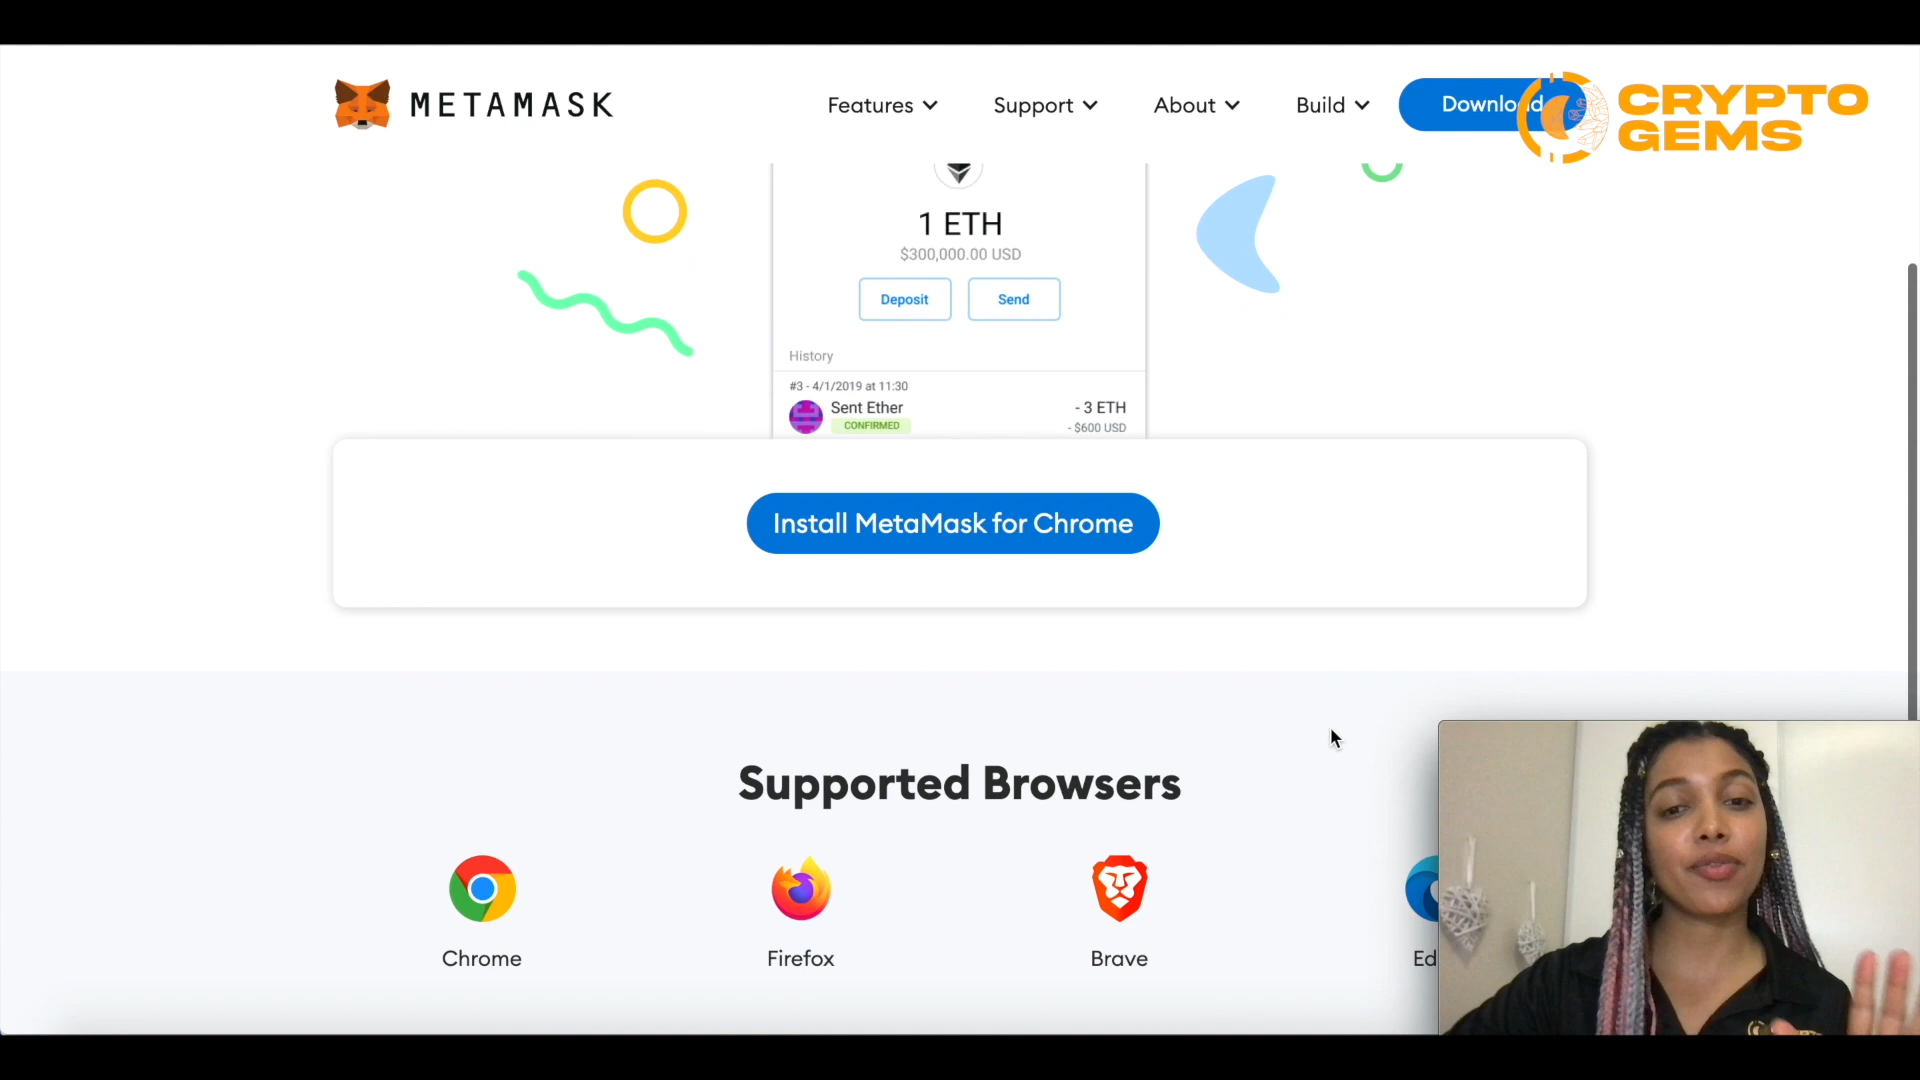 METAMASK
Features
Support
About
Build
Download
CRYPTO
GEMS
1 ETH
$300,000.00 USD
Deposit
Send
History
#3 - 4/1/2019 at 11:30
Sent Ether
- 3 ETH
CONFIRMED
- $600 USD
Install MetaMask for Chrome
Supported Browsers
Chrome
Firefox
Brave
Ed